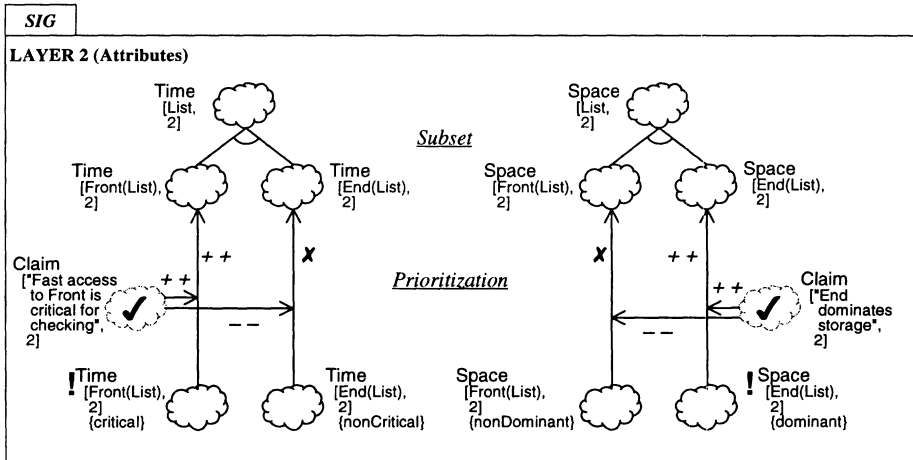 SIG
LAYER 2 (Attributes)
Time
[List,
2]
Space
[List,
2]
Subset
Time
[Front(List),
2]
Time
[End(List),
2]
Space
[Front(List),
2]
Space
[End(List),
2]
+ +
✗
✗
+ +
Prioritization
Claim
["Fast access
to Front is
critical for
checking",
2]
+ +
✓
– –
Claim
["End
dominates
storage",
2]
+ +
✓
– –
!Time
[Front(List),
2]
{critical}
Time
[End(List),
2]
{nonCritical}
Space
[Front(List),
2]
{nonDominant}
! Space
[End(List),
2]
{dominant}